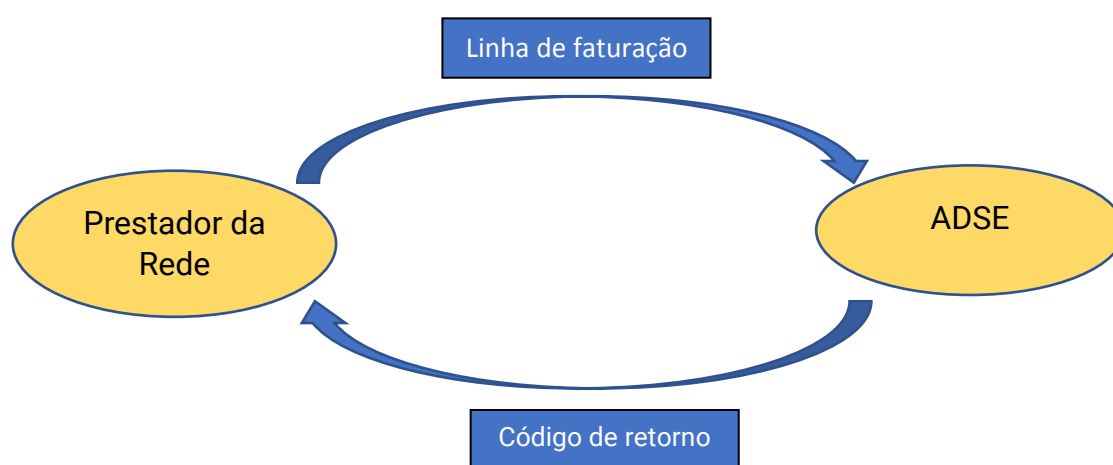 Linha de faturação
Prestador da
Rede
ADSE
Código de retorno